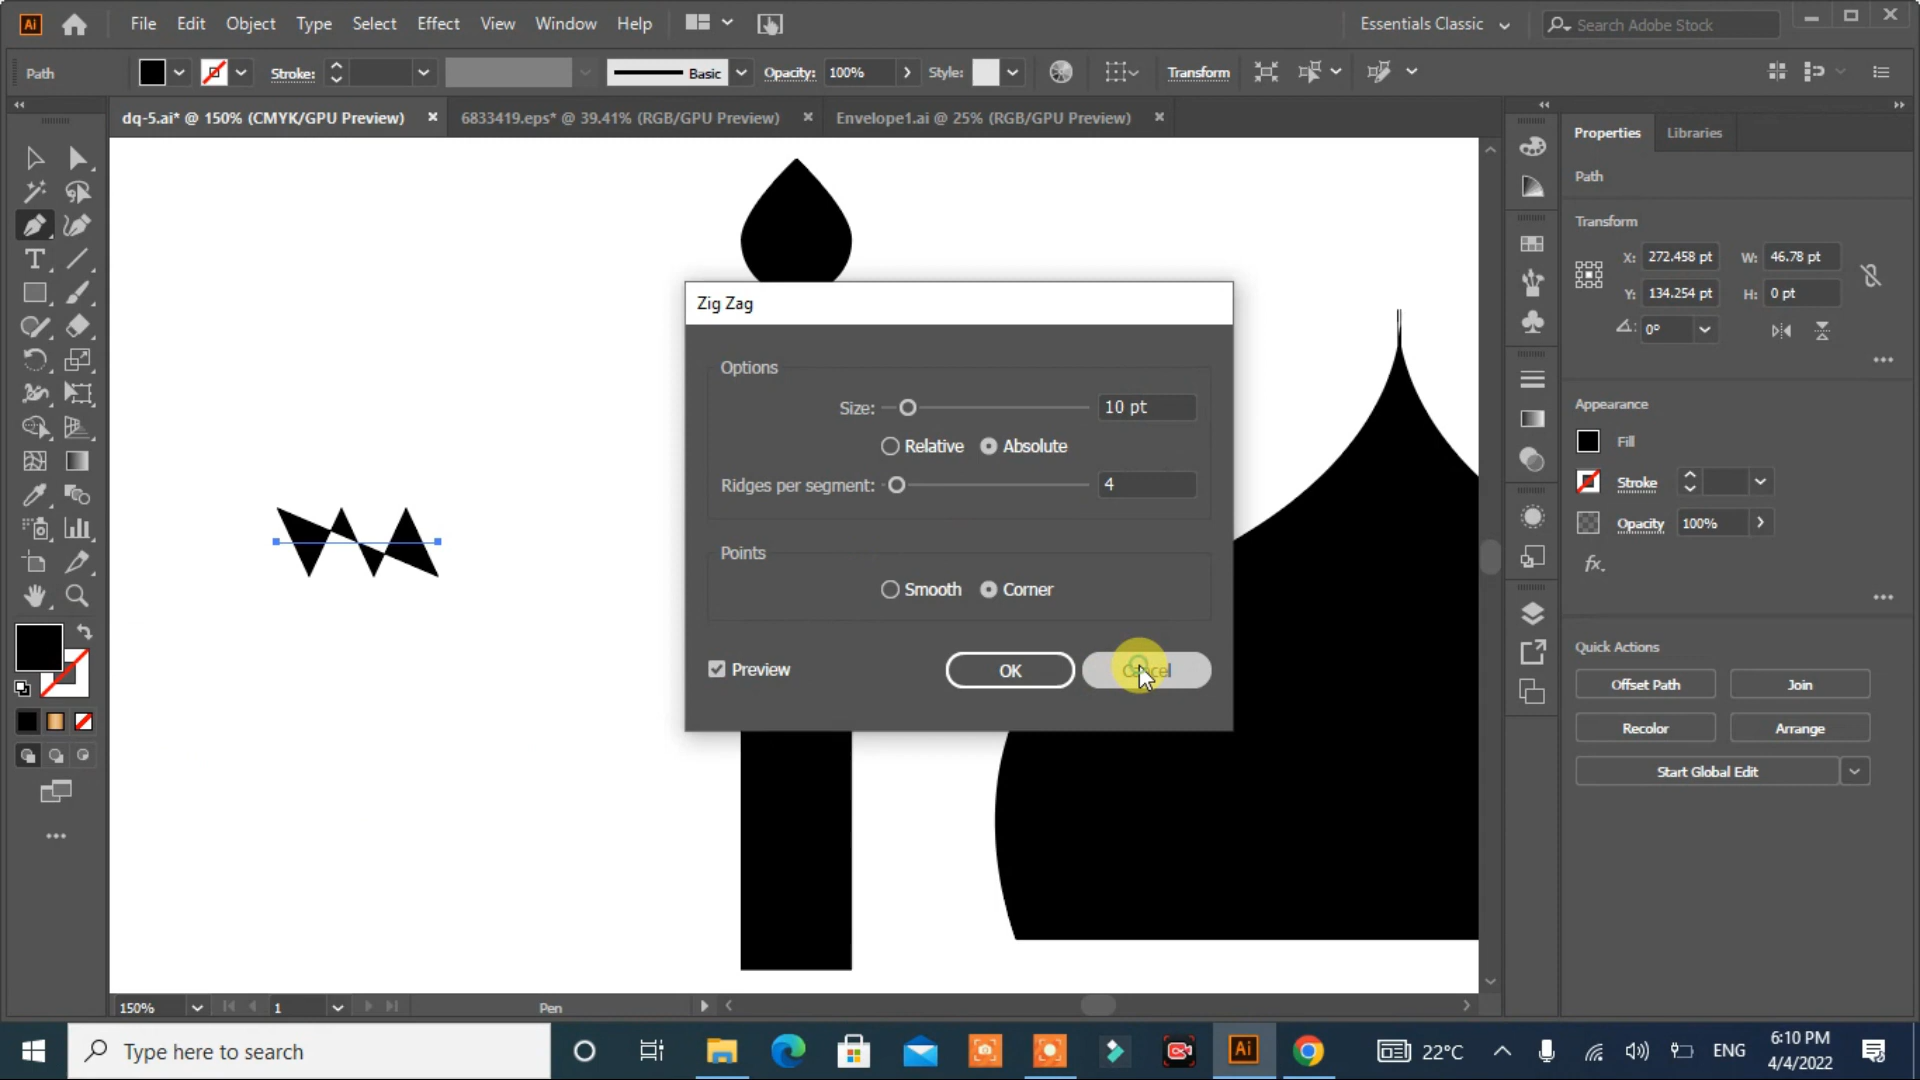 Ai File Edit Object Type Select Effect View Window Help Essentials Classic Search Adobe Stock
Path Stroke: Basic Opacity: 100% Style: Transform
dq-5.ai* @ 150% (CMYK/GPU Preview) × 6833419.eps* @ 39.41% (RGB/GPU Preview) × Envelope1.ai @ 25% (RGB/GPU Preview) ×
Properties Libraries
Path
Transform
X: 272.458 pt W: 46.78 pt
Y: 134.254 pt H: 0 pt
0°
Appearance
Fill
Stroke
Opacity 100%
fx.
Quick Actions
Offset Path Join
Recolor Arrange
Start Global Edit
Zig Zag
Options
Size: 10 pt
Relative Absolute
Ridges per segment: 4
Points
Smooth Corner
Preview OK Cancel
150% 1 Pen
Type here to search Ai 22°C ENG 6:10 PM
4/4/2022